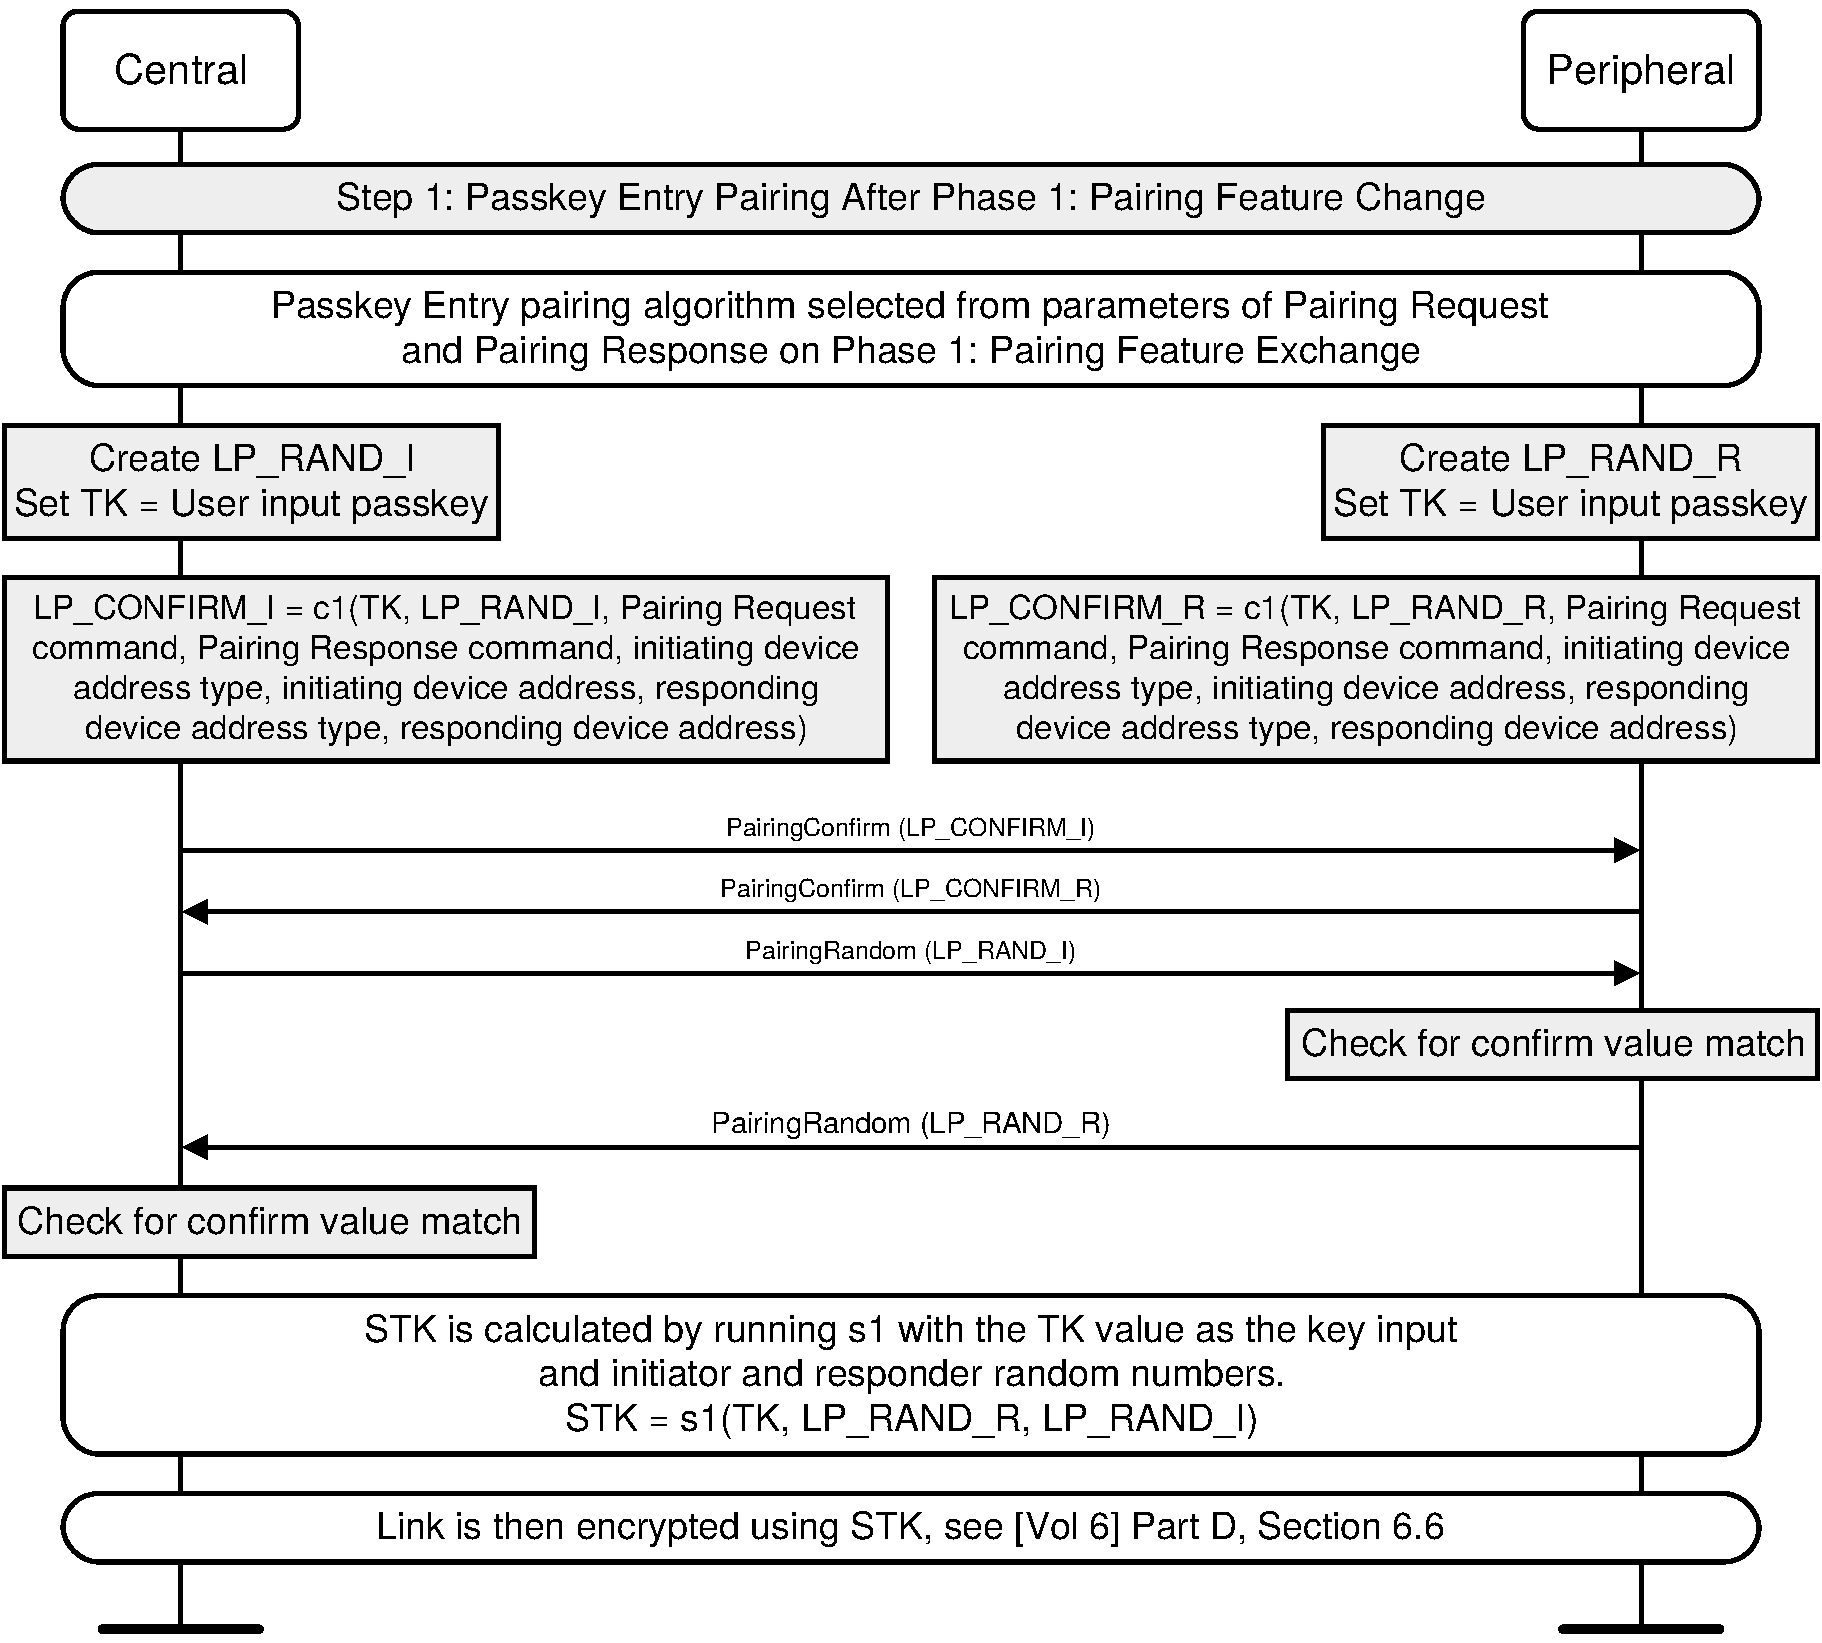 Central
Peripheral
Step 1: Passkey Entry Pairing After Phase 1: Pairing Feature Change
Passkey Entry pairing algorithm selected from parameters of Pairing Request
and Pairing Response on Phase 1: Pairing Feature Exchange
Create LP_RAND_I
Set TK = User input passkey
Create LP_RAND_R
Set TK = User input passkey
LP_CONFIRM_I = c1(TK, LP_RAND_I, Pairing Request
command, Pairing Response command, initiating device
address type, initiating device address, responding
device address type, responding device address)
LP_CONFIRM_R = c1(TK, LP_RAND_R, Pairing Request
command, Pairing Response command, initiating device
address type, initiating device address, responding
device address type, responding device address)
PairingConfirm (LP_CONFIRM_I)
PairingConfirm (LP_CONFIRM_R)
PairingRandom (LP_RAND_I)
Check for confirm value match
PairingRandom (LP_RAND_R)
Check for confirm value match
STK is calculated by running s1 with the TK value as the key input
and initiator and responder random numbers.
STK = s1(TK, LP_RAND_R, LP_RAND_I)
Link is then encrypted using STK, see [Vol 6] Part D, Section 6.6